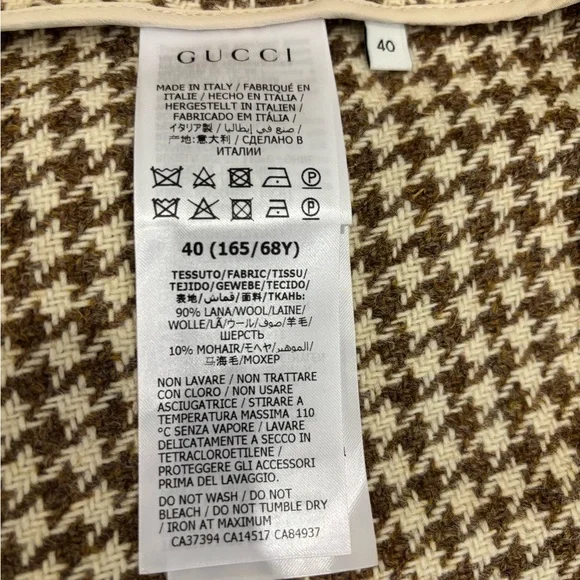 GUCCI
MADE IN ITALY / FABRIQUÉ EN
ITALIE / HECHO EN ITALIA /
HERGESTELLT IN ITALIEN /
FABRICADO EM ITÁLIA /
イタリア製 / صنع في إيطاليا /
产地:意大利 / СДЕЛАНО В
ИТАЛИИ
40
40 (165/68Y)
TESSUTO/FABRIC/TISSU/
TEJIDO/GEWEBE/TECIDO/
表地/قماش/面料/ТКАНЬ:
90% LANA/WOOL/LAINE/
WOLLE/LÃ/ウール/صوف/羊毛/
ШЕРСТЬ
10% MOHAIR/モヘヤ/الموهير/
马海毛/МОХЕР
NON LAVARE / NON TRATTARE
CON CLORO / NON USARE
ASCIUGATRICE / STIRARE A
TEMPERATURA MASSIMA 110
°C SENZA VAPORE / LAVARE
DELICATAMENTE A SECCO IN
TETRACLOROETILENE /
PROTEGGERE GLI ACCESSORI
PRIMA DEL LAVAGGIO.
DO NOT WASH / DO NOT
BLEACH / DO NOT TUMBLE DRY
/ IRON AT MAXIMUM
CA37394 CA14517 CA84937